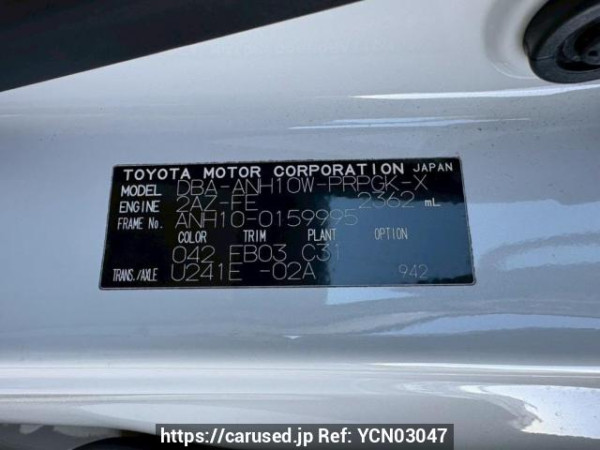 TOYOTA MOTOR CORPORATION JAPAN
MODEL DBA-ANH10W-PRPGK-X
ENGINE 2AZ-FE 2362 mL
FRAME No. ANH10-0159995
COLOR TRIM PLANT OPTION
042 FB03 C31
TRANS./AXLE U241E -02A 942
https://carused.jp Ref: YCN03047